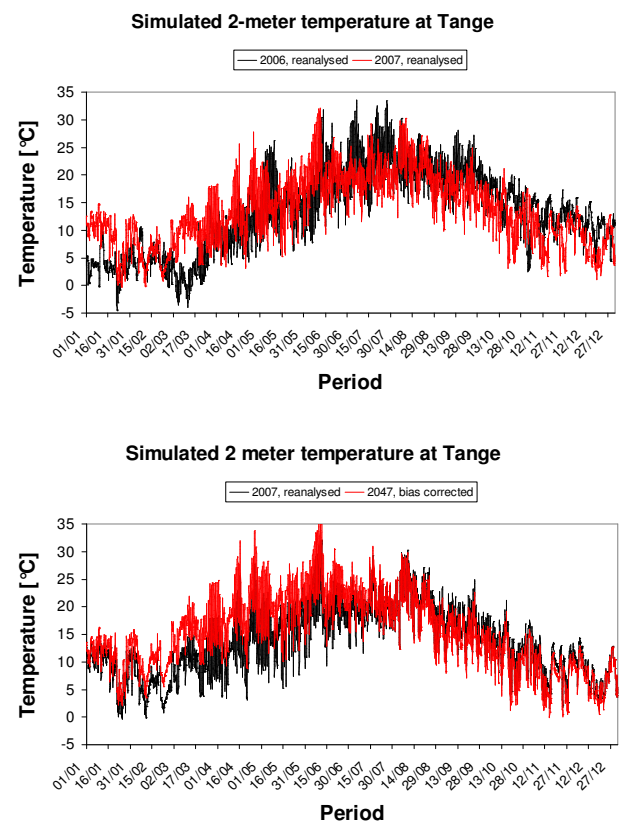 Simulated 2-meter temperature at Tange
2006, reanalysed 2007, reanalysed
35
30
25
20
15
10
5
0
-5
Temperature [°C]
01/01 16/01 31/01 15/02 02/03 17/03 01/04 16/04 01/05 16/05 31/05 15/06 30/06 15/07 30/07 14/08 29/08 13/09 28/09 13/10 28/10 12/11 27/11 12/12 27/12
Period
Simulated 2 meter temperature at Tange
2007, reanalysed 2047, bias corrected
35
30
25
20
15
10
5
0
-5
Temperature [°C]
01/01 16/01 31/01 15/02 02/03 17/03 01/04 16/04 01/05 16/05 31/05 15/06 30/06 15/07 30/07 14/08 29/08 13/09 28/09 13/10 28/10 12/11 27/11 12/12 27/12
Period